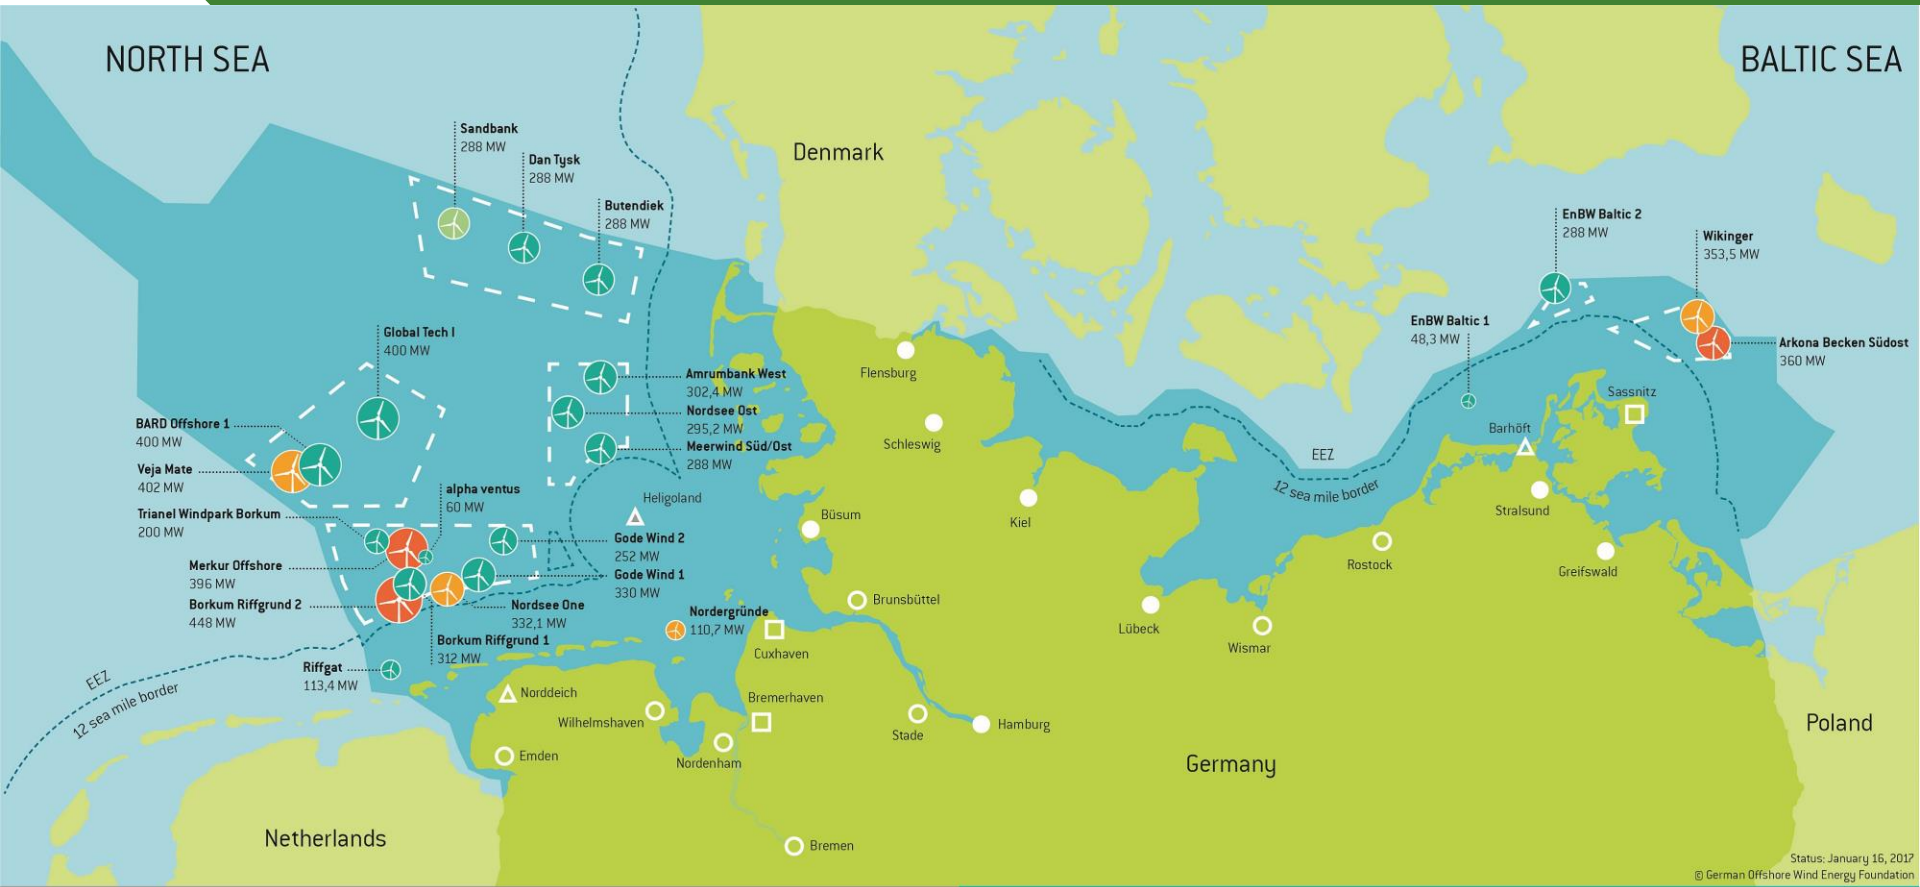 NORTH SEA
BALTIC SEA
Denmark
Sandbank
288 MW
Dan Tysk
288 MW
Butendiek
288 MW
EnBW Baltic 2
288 MW
Wikinger
353,5 MW
Global Tech I
400 MW
EnBW Baltic 1
48,3 MW
Arkona Becken Südost
360 MW
Amrumbank West
302,4 MW
Nordsee Ost
295,2 MW
Meerwind Süd/Ost
288 MW
BARD Offshore 1
400 MW
Veja Mate
402 MW
alpha ventus
60 MW
Trianel Windpark Borkum
200 MW
Merkur Offshore
396 MW
Borkum Riffgrund 2
448 MW
Gode Wind 2
252 MW
Gode Wind 1
330 MW
Nordsee One
332,1 MW
Borkum Riffgrund 1
312 MW
Nordergründe
110,7 MW
Riffgat
113,4 MW
Flensburg
Schleswig
Sassnitz
Barhöft
EEZ
12 sea mile border
Heligoland
Büsum
Kiel
Stralsund
Rostock
Greifswald
Brunsbüttel
Lübeck
Wismar
Cuxhaven
EEZ
12 sea mile border
Norddeich
Bremerhaven
Wilhelmshaven
Stade
Hamburg
Emden
Nordenham
Germany
Poland
Netherlands
Bremen
Status: January 16, 2017
© German Offshore Wind Energy Foundation